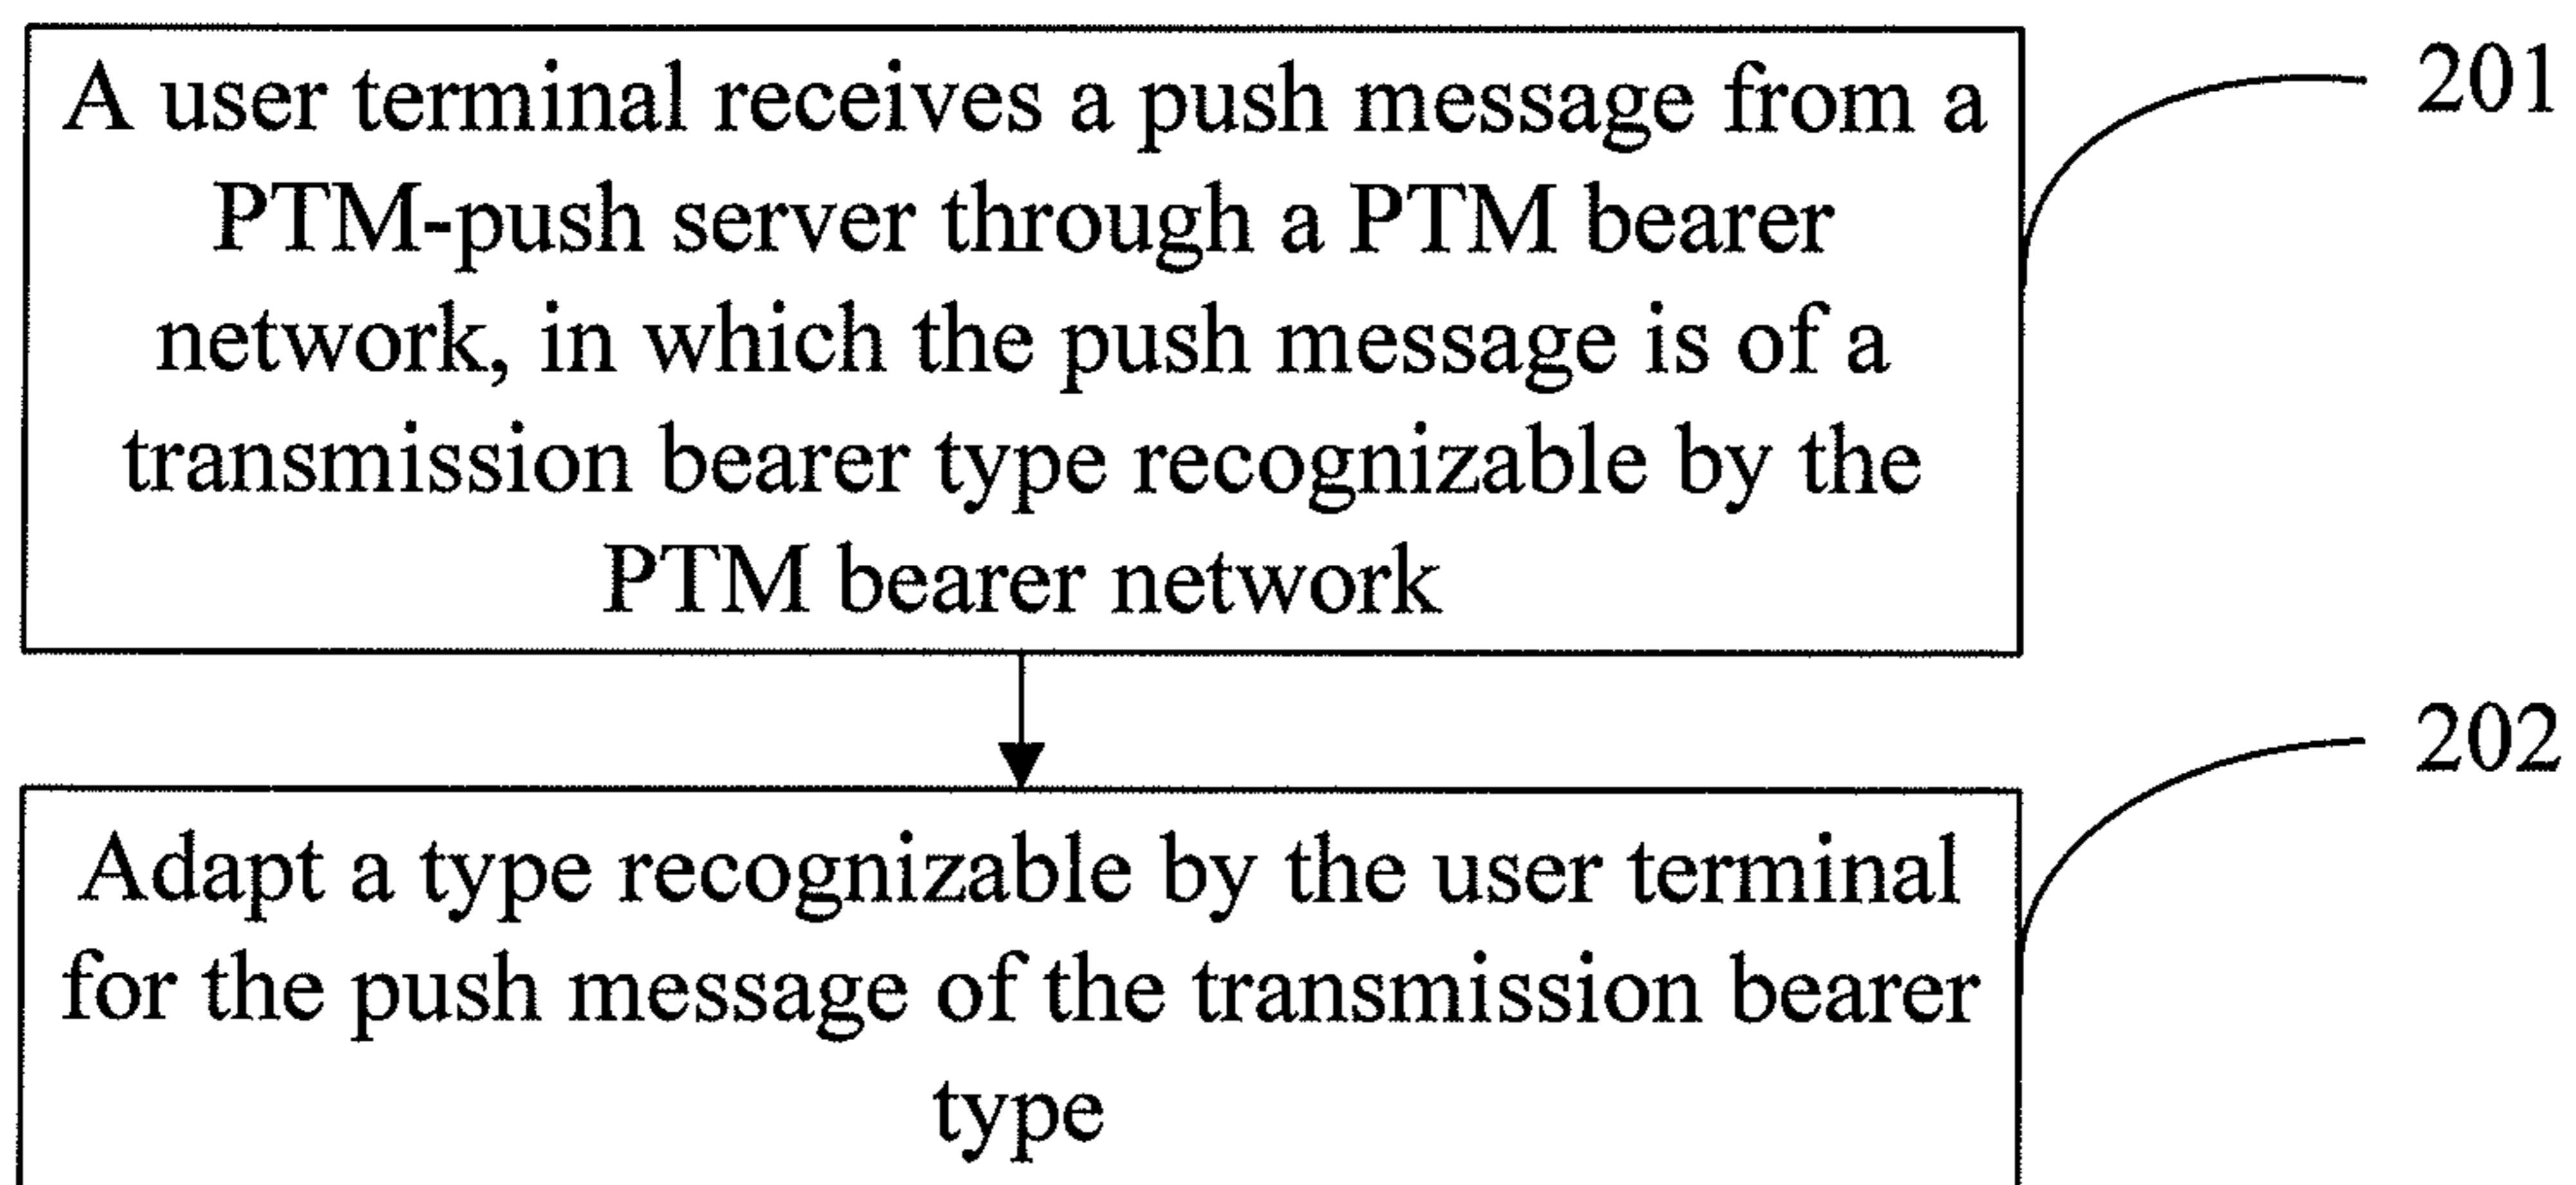 A user terminal receives a push message from a
PTM-push server through a PTM bearer
network, in which the push message is of a
transmission bearer type recognizable by the
PTM bearer network
201
Adapt a type recognizable by the user terminal
for the push message of the transmission bearer
type
202